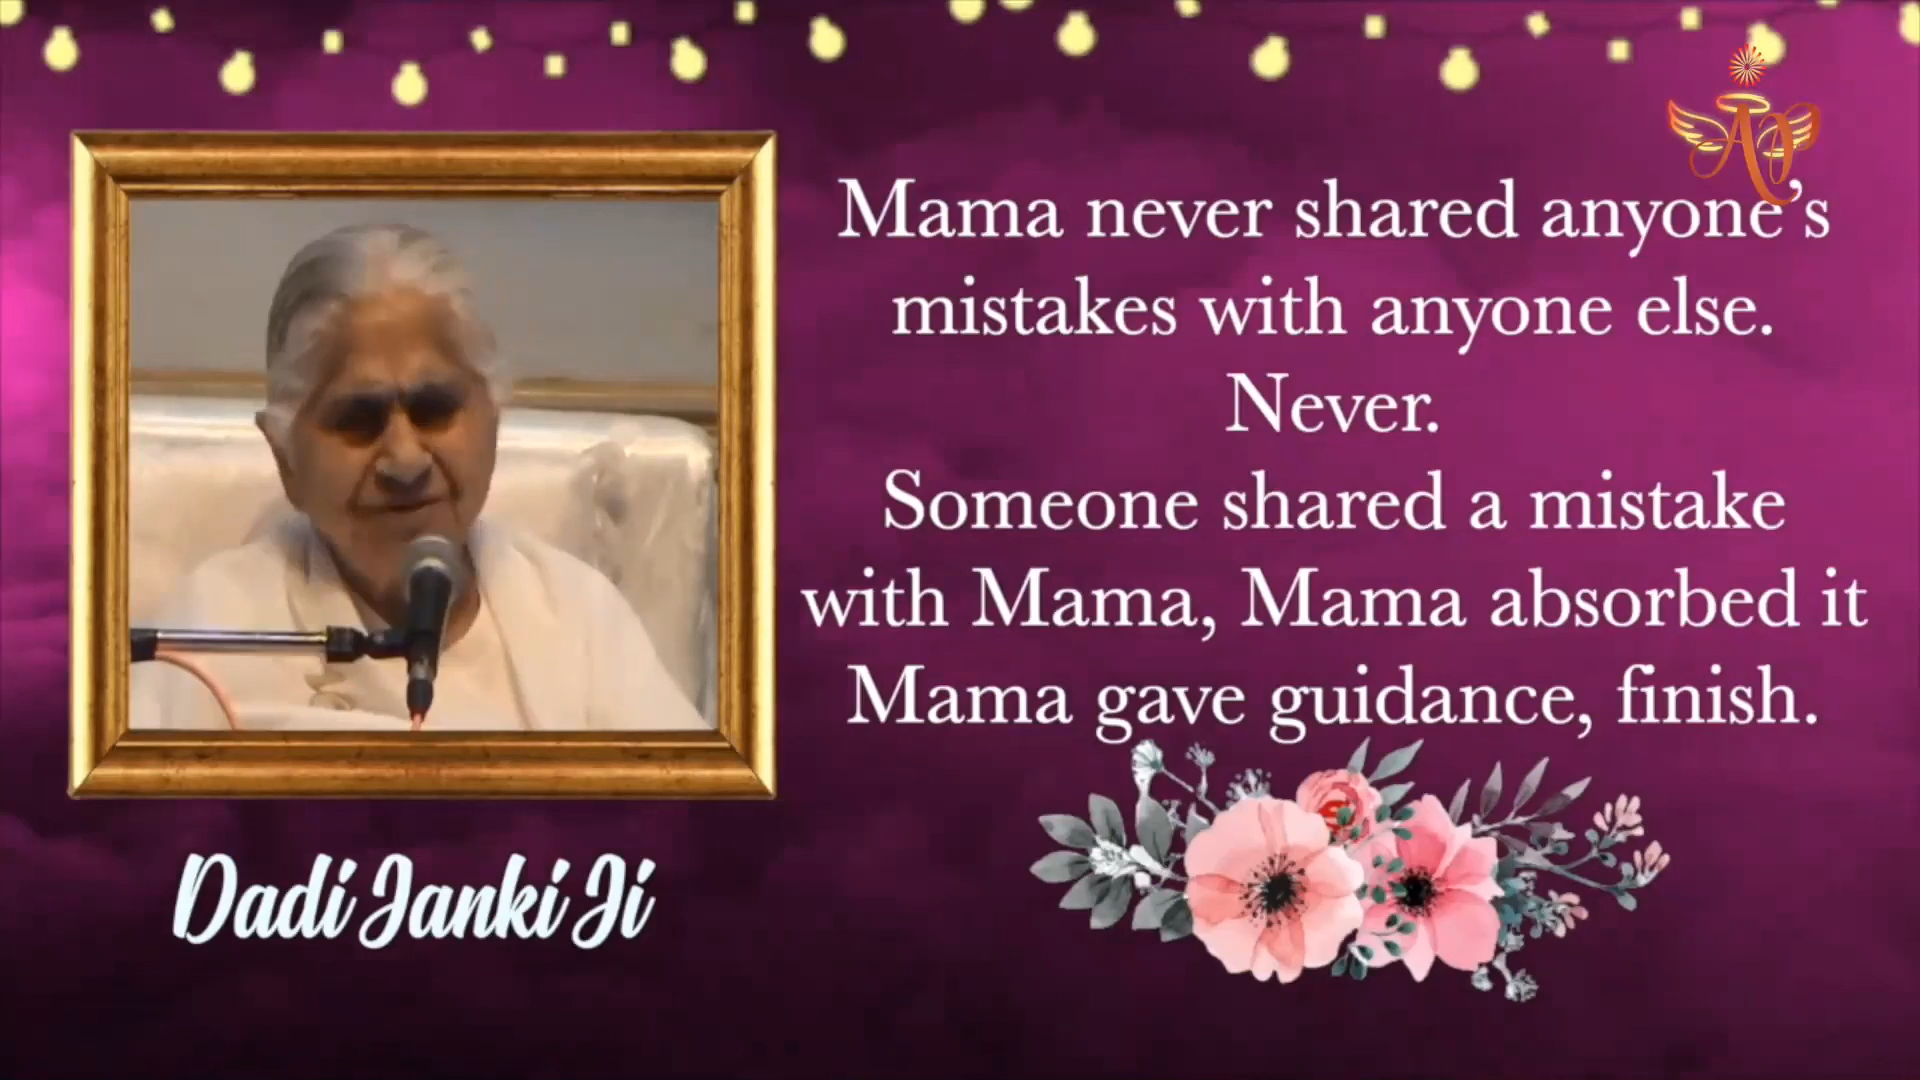 Mama never shared anyone's
mistakes with anyone else.
Never.
Someone shared a mistake
with Mama, Mama absorbed it
Mama gave guidance, finish.
Dadi Janki Ji